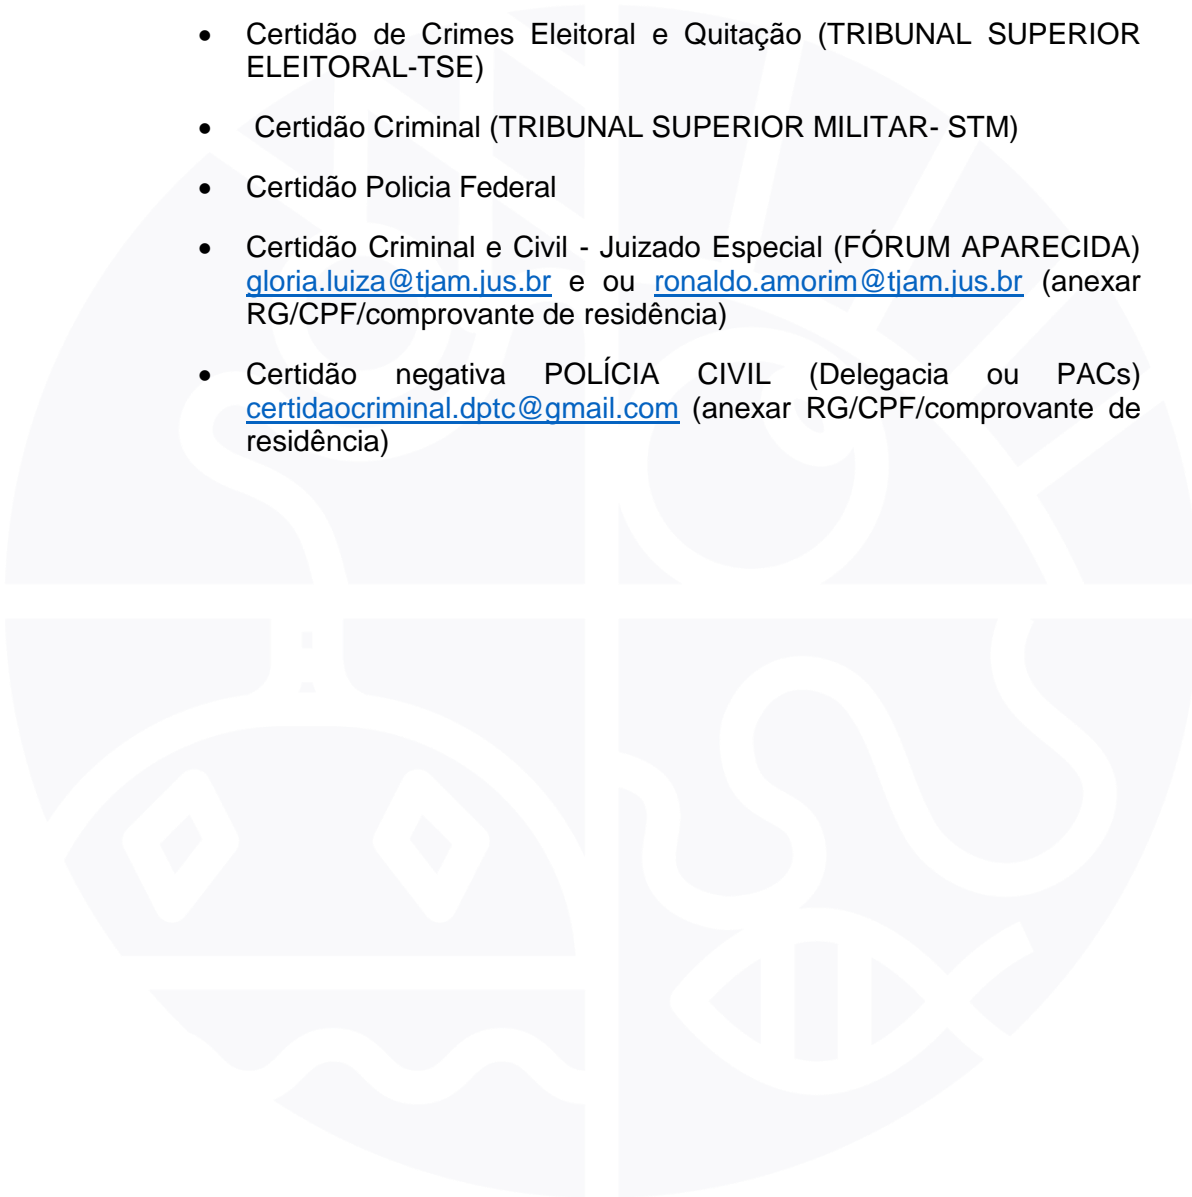 • Certidão de Crimes Eleitoral e Quitação (TRIBUNAL SUPERIOR
ELEITORAL-TSE)
• Certidão Criminal (TRIBUNAL SUPERIOR MILITAR- STM)
• Certidão Policia Federal
• Certidão Criminal e Civil - Juizado Especial (FÓRUM APARECIDA)
gloria.luiza@tjam.jus.br e ou ronaldo.amorim@tjam.jus.br (anexar
RG/CPF/comprovante de residência)
• Certidão negativa POLÍCIA CIVIL (Delegacia ou PACs)
certidaocriminal.dptc@gmail.com (anexar RG/CPF/comprovante de
residência)